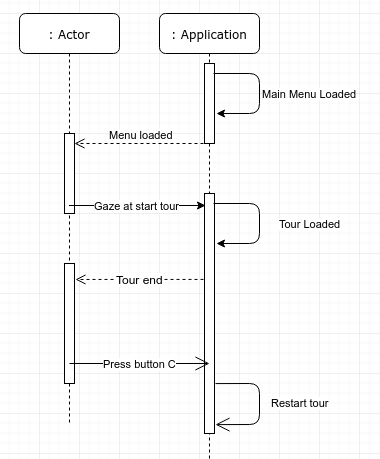 : Actor
: Application
Main Menu Loaded
Menu loaded
Gaze at start tour
Tour Loaded
Tour end
Press button C
Restart tour